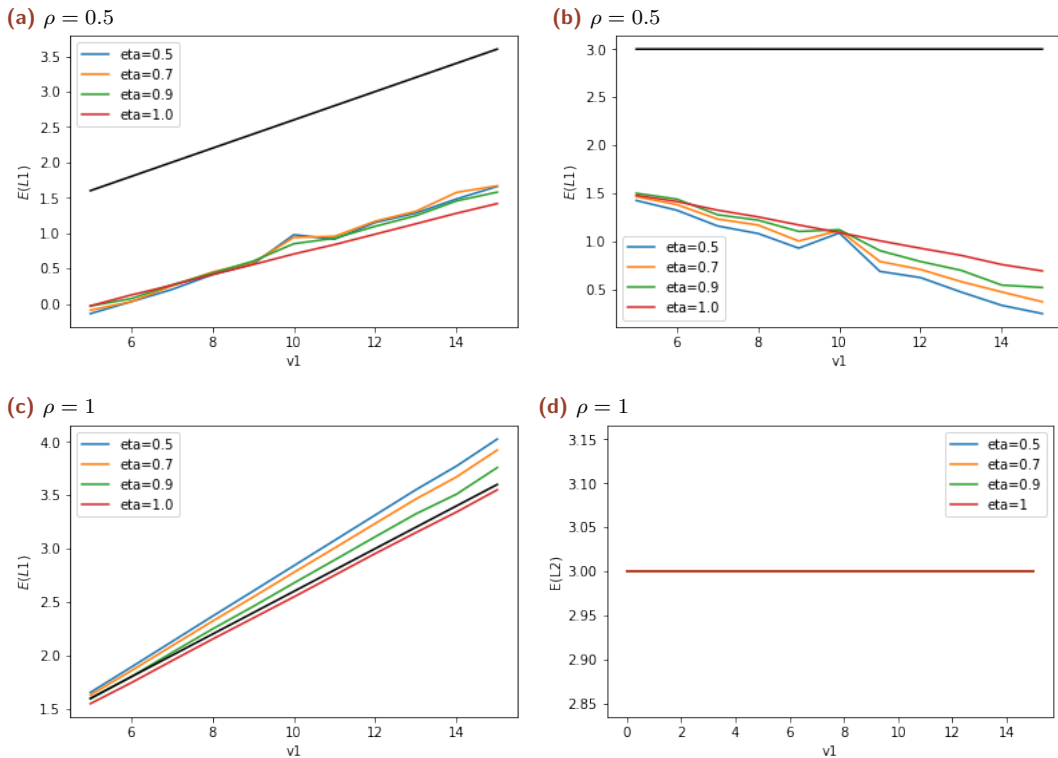 (a) ρ = 0.5
3.5
3.0
2.5
2.0
1.5
1.0
0.5
0.0
E(L1)
eta=0.5
eta=0.7
eta=0.9
eta=1.0
6 8 10 12 14
v1
(b) ρ = 0.5
3.0
2.5
2.0
1.5
1.0
0.5
E(L1)
eta=0.5
eta=0.7
eta=0.9
eta=1.0
6 8 10 12 14
v1
(c) ρ = 1
4.0
3.5
3.0
2.5
2.0
1.5
E(L1)
eta=0.5
eta=0.7
eta=0.9
eta=1.0
6 8 10 12 14
v1
(d) ρ = 1
3.15
3.10
3.05
3.00
2.95
2.90
2.85
E(L2)
eta=0.5
eta=0.7
eta=0.9
eta=1
0 2 4 6 8 10 12 14
v1